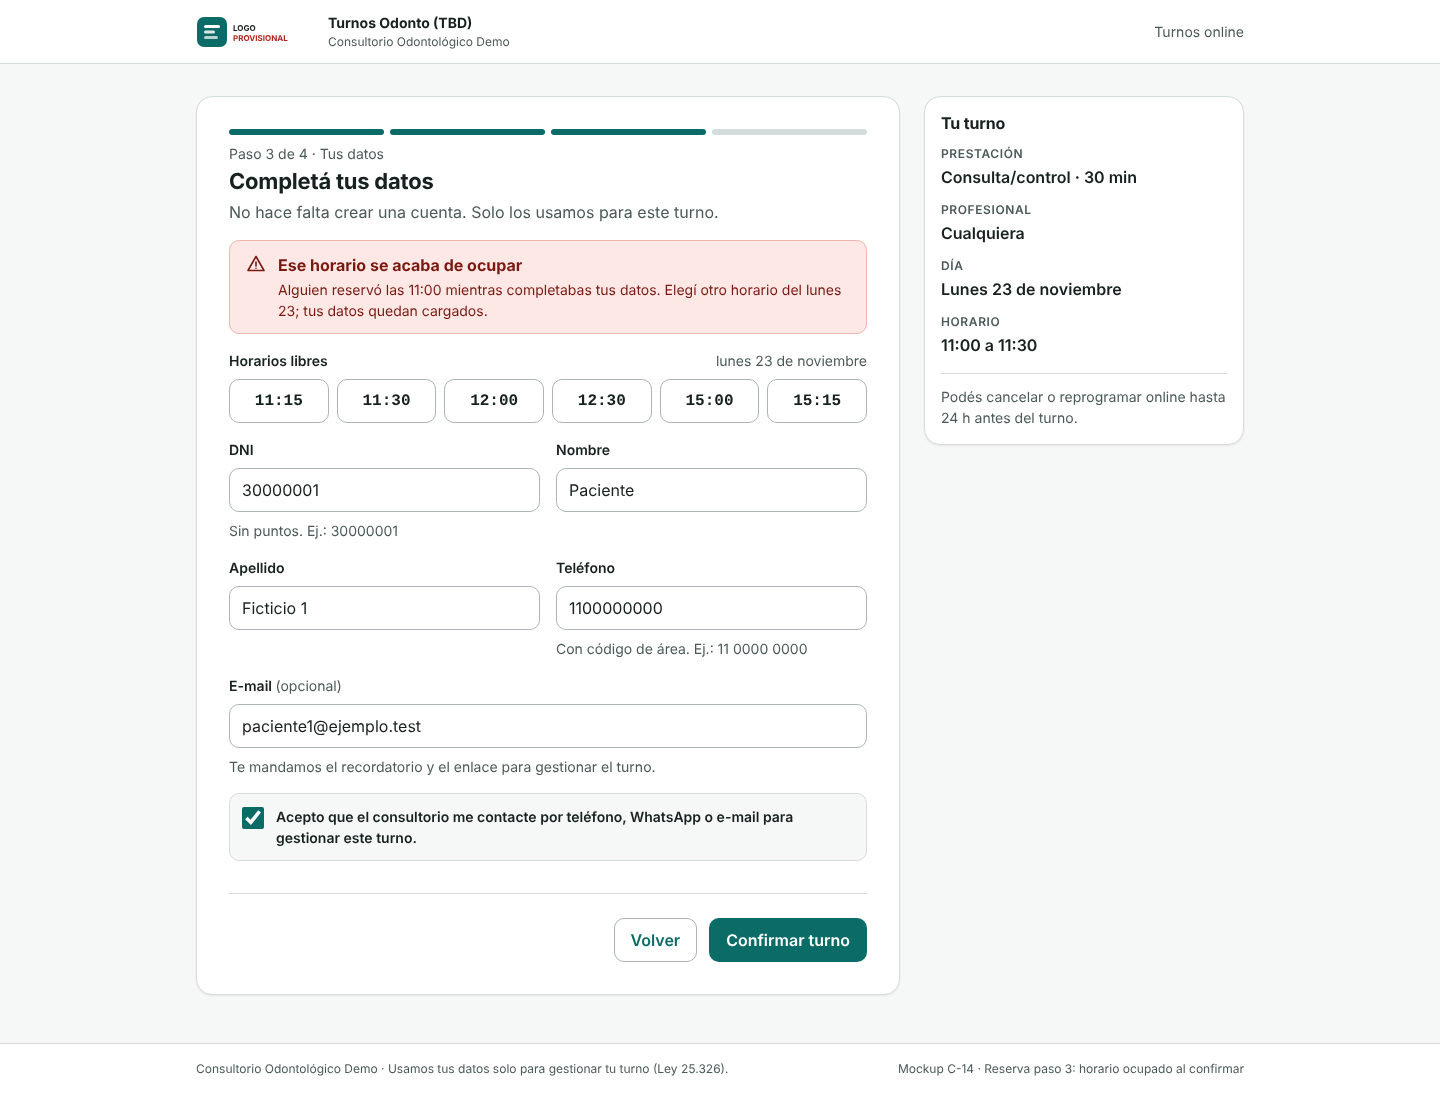 LOGO
PROVISIONAL
Turnos Odonto (TBD)
Consultorio Odontológico Demo
Turnos online
Paso 3 de 4 · Tus datos
Completá tus datos
No hace falta crear una cuenta. Solo los usamos para este turno.
Ese horario se acaba de ocupar
Alguien reservó las 11:00 mientras completabas tus datos. Elegí otro horario del lunes
23; tus datos quedan cargados.
Horarios libres
lunes 23 de noviembre
11:15
11:30
12:00
12:30
15:00
15:15
DNI
Nombre
30000001
Paciente
Sin puntos. Ej.: 30000001
Apellido
Teléfono
Ficticio 1
1100000000
Con código de área. Ej.: 11 0000 0000
E-mail (opcional)
paciente1@ejemplo.test
Te mandamos el recordatorio y el enlace para gestionar el turno.
Acepto que el consultorio me contacte por teléfono, WhatsApp o e-mail para
gestionar este turno.
Volver
Confirmar turno
Tu turno
PRESTACIÓN
Consulta/control · 30 min
PROFESIONAL
Cualquiera
DÍA
Lunes 23 de noviembre
HORARIO
11:00 a 11:30
Podés cancelar o reprogramar online hasta
24 h antes del turno.
Consultorio Odontológico Demo · Usamos tus datos solo para gestionar tu turno (Ley 25.326).
Mockup C-14 · Reserva paso 3: horario ocupado al confirmar